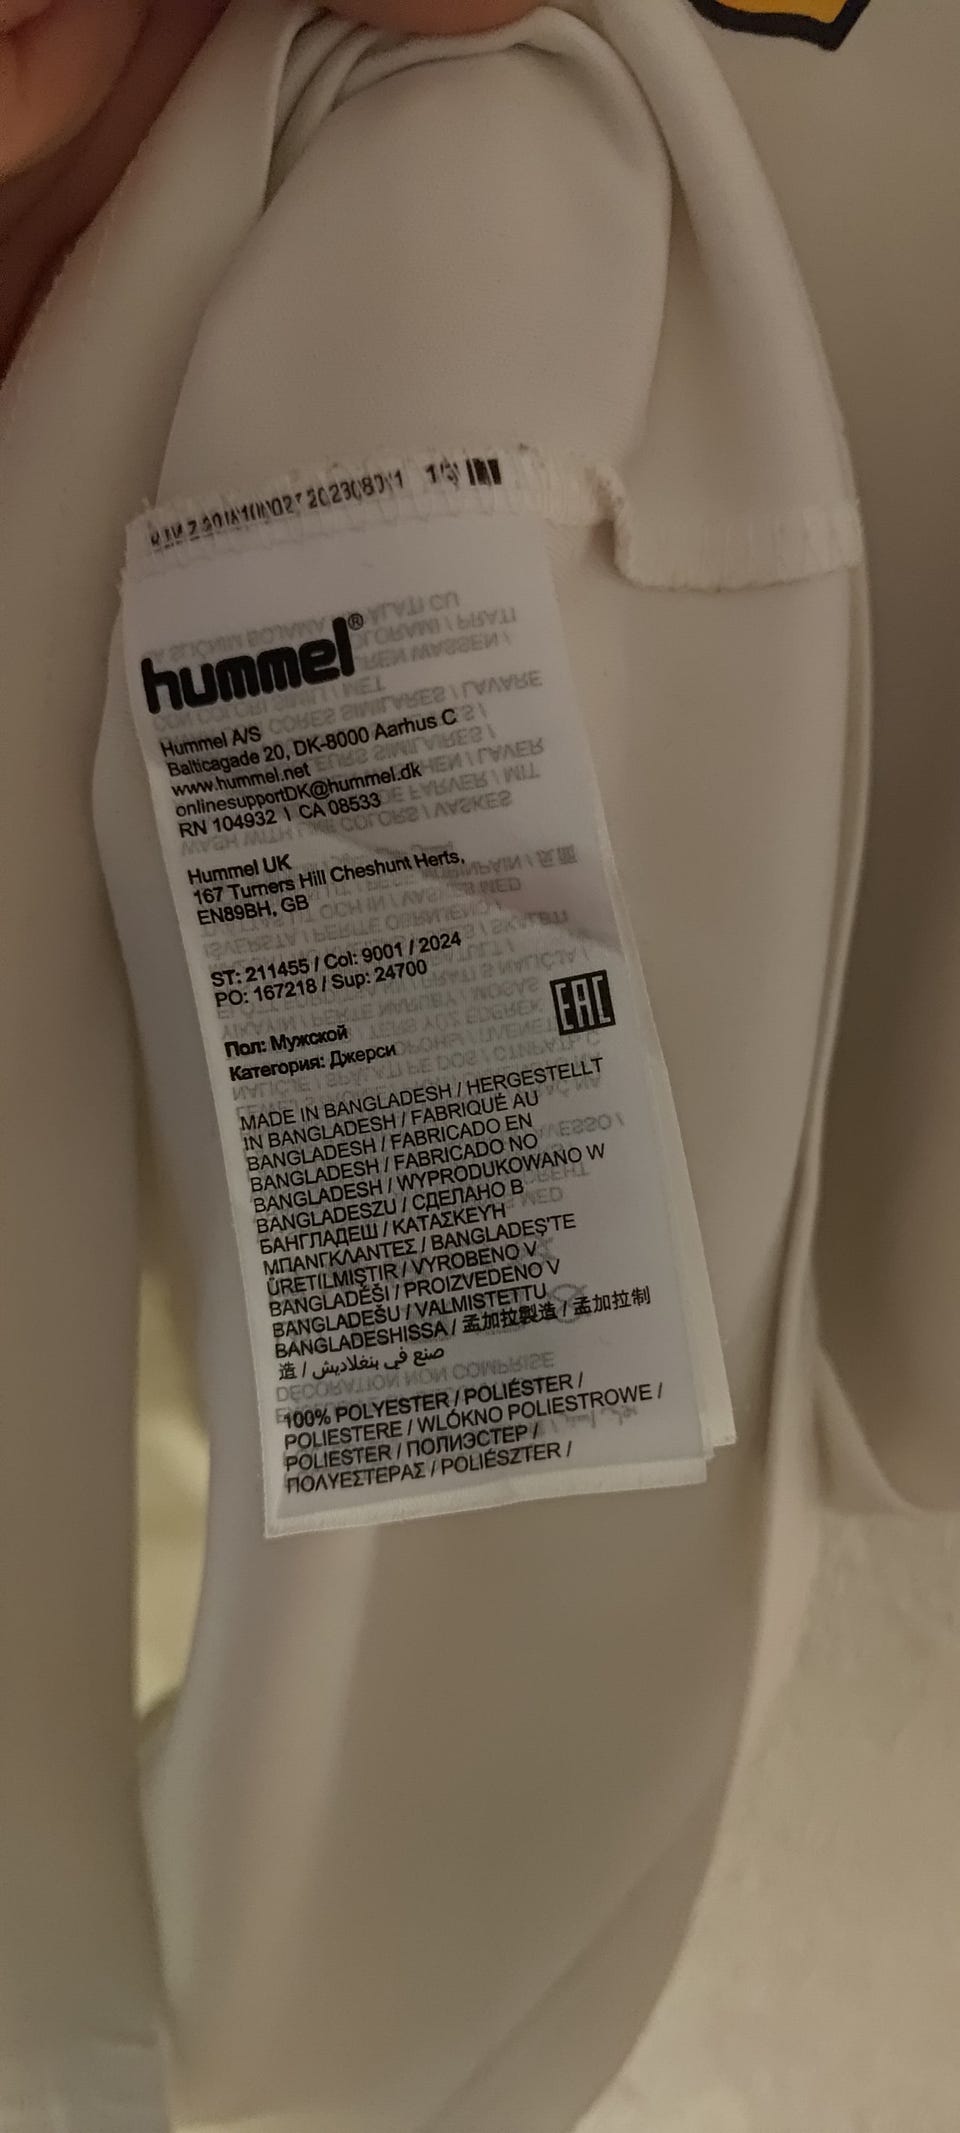 hummel®
Hummel A/S
Balticagade 20, DK-8000 Aarhus C
www.hummel.net
onlinesupportDK@hummel.dk
RN 104932 \ CA 08533
Hummel UK
167 Turners Hill Cheshunt Herts,
EN89BH, GB
ST: 211455 / Col: 9001 / 2024
PO: 167218 / Sup: 24700
EAC
Пол: Мужской
Категория: Джерси
MADE IN BANGLADESH / HERGESTELLT
IN BANGLADESH / FABRIQUÉ AU
BANGLADESH / FABRICADO EN
BANGLADESH / FABRICADO NO
BANGLADESH / WYPRODUKOWANO W
BANGLADESZU / СДЕЛАНО В
БАНГЛАДЕШ / ΚΑΤΑΣΚΕΥΗ
ΜΠΑΝΓΚΛΑΝΤΕΣ / BANGLADEŞ'TE
ÜRETILMIŞTIR / VYROBENO V
BANGLADÉŠI / PROIZVEDENO V
BANGLADEŠU / VALMISTETTU
BANGLADESHISSA / 孟加拉製造 / 孟加拉制
造 / صنع في بنغلاديش
100% POLYESTER / POLIÉSTER /
POLIESTERE / WLÓKNO POLIESTROWE /
POLIESTER / ПОЛИЭСТЕР /
ΠΟΛΥΕΣΤΕΡΑΣ / POLIÉSZTER /